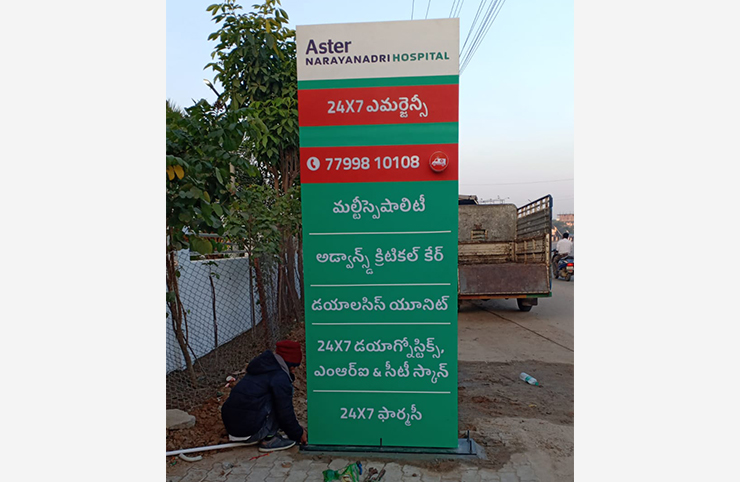 Aster
NARAYANADRI HOSPITAL
24X7 ఎమర్జెన్సీ
77998 10108
మల్టీస్పెషాలిటీ
అడ్వాన్స్డ్ క్రిటికల్ కేర్
డయాలసిస్ యూనిట్
24X7 డయాగ్నోస్టిక్స్,
ఎంఆర్ఐ & సీటీ స్కాన్
24X7 ఫార్మసీ